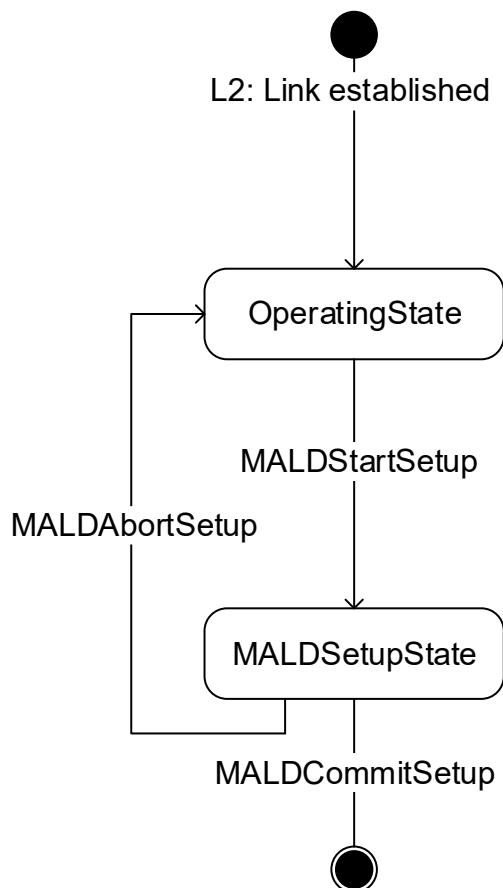 L2: Link established
OperatingState
MALDStartSetup
MALDAbortSetup
MALDSetupState
MALDCommitSetup